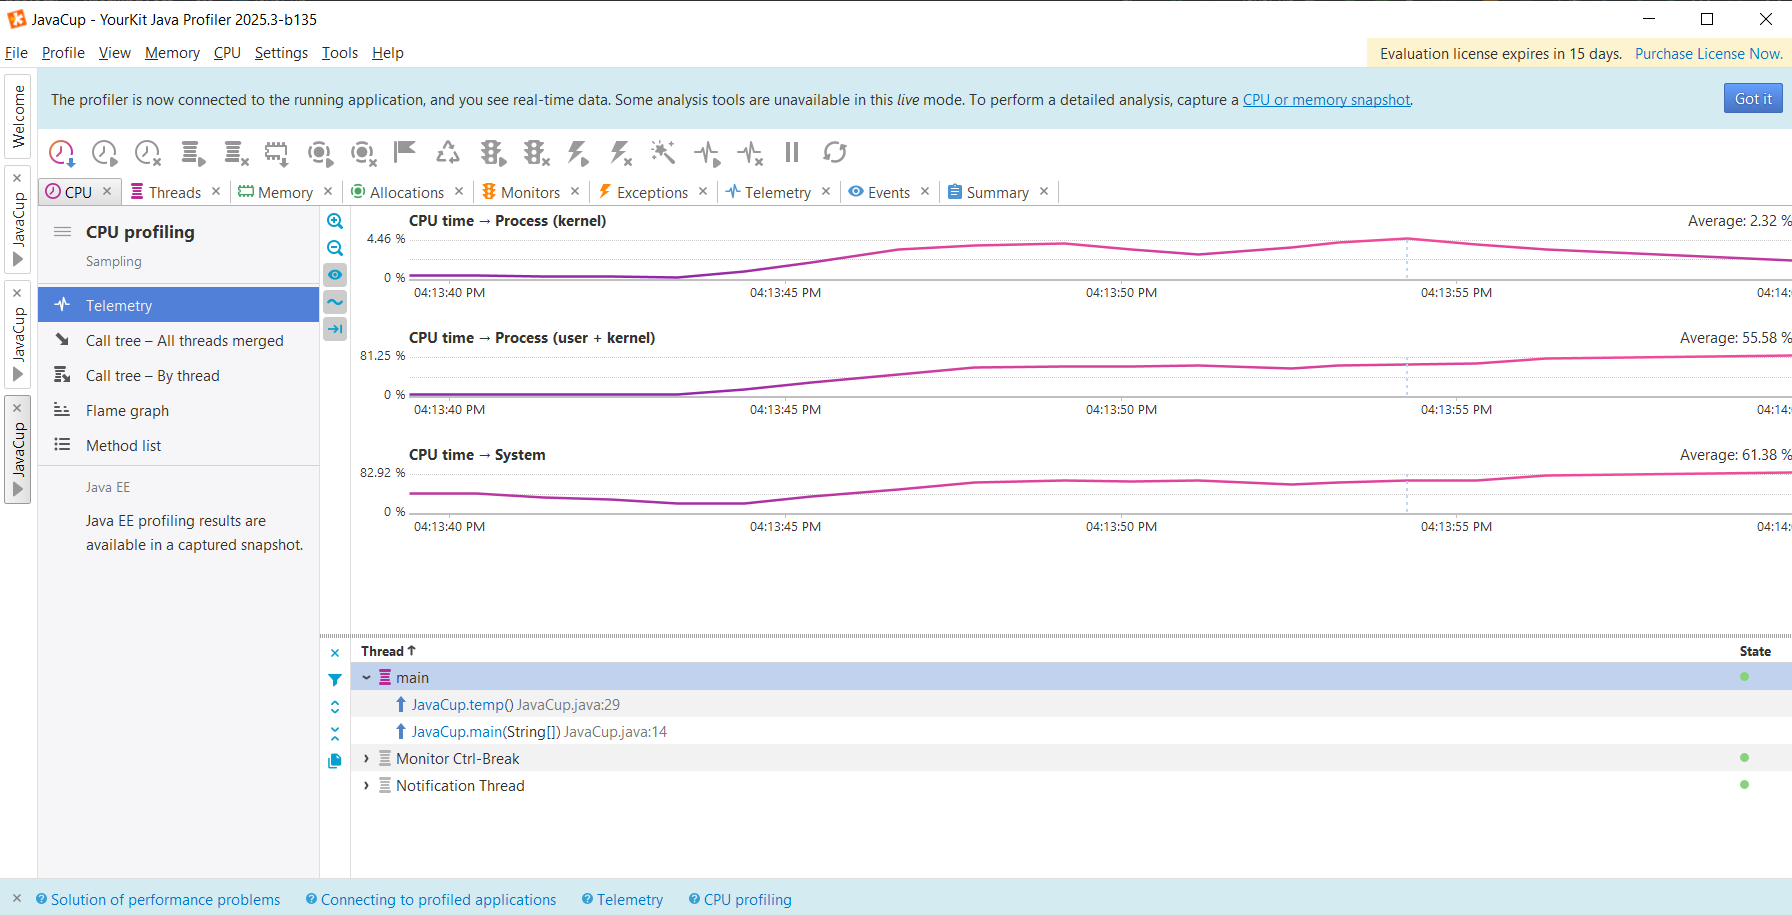 JavaCup - YourKit Java Profiler 2025.3-b135
File Profile View Memory CPU Settings Tools Help
Evaluation license expires in 15 days. Purchase License Now.
Welcome
JavaCup
JavaCup
JavaCup
The profiler is now connected to the running application, and you see real-time data. Some analysis tools are unavailable in this live mode. To perform a detailed analysis, capture a CPU or memory snapshot.
Got it
CPU Threads Memory Allocations Monitors Exceptions Telemetry Events Summary
CPU profiling
Sampling
Telemetry
Call tree – All threads merged
Call tree – By thread
Flame graph
Method list
Java EE
Java EE profiling results are
available in a captured snapshot.
CPU time → Process (kernel) Average: 2.32 %
4.46 %
0 %
04:13:40 PM 04:13:45 PM 04:13:50 PM 04:13:55 PM 04:14:
CPU time → Process (user + kernel) Average: 55.58 %
81.25 %
0 %
04:13:40 PM 04:13:45 PM 04:13:50 PM 04:13:55 PM 04:14:
CPU time → System Average: 61.38 %
82.92 %
0 %
04:13:40 PM 04:13:45 PM 04:13:50 PM 04:13:55 PM 04:14:
Thread State
main
JavaCup.temp() JavaCup.java:29
JavaCup.main(String[]) JavaCup.java:14
Monitor Ctrl-Break
Notification Thread
Solution of performance problems Connecting to profiled applications Telemetry CPU profiling